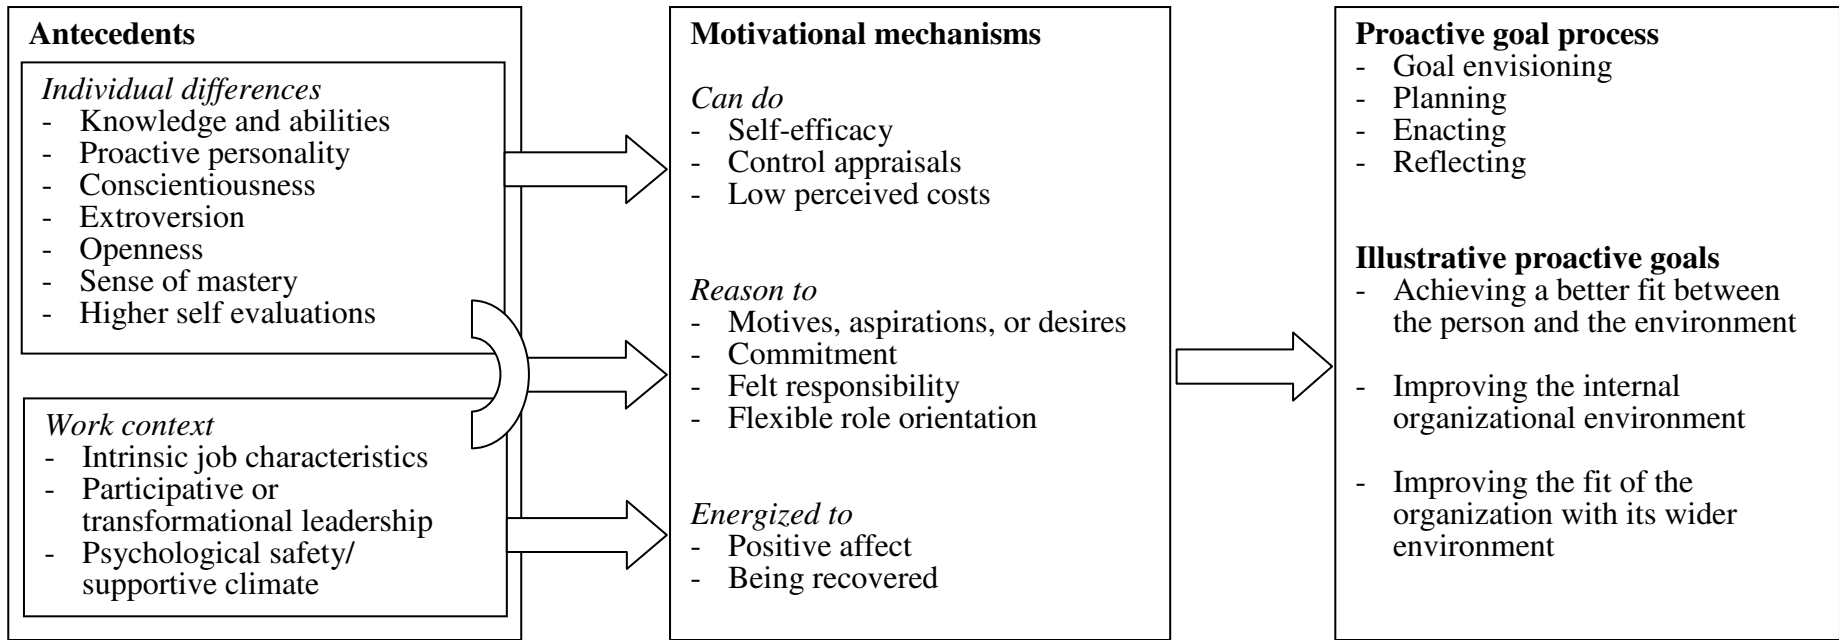 Antecedents
Individual differences
- Knowledge and abilities
- Proactive personality
- Conscientiousness
- Extroversion
- Openness
- Sense of mastery
- Higher self evaluations
Work context
- Intrinsic job characteristics
- Participative or
transformational leadership
- Psychological safety/
supportive climate
Motivational mechanisms
Can do
- Self-efficacy
- Control appraisals
- Low perceived costs
Reason to
- Motives, aspirations, or desires
- Commitment
- Felt responsibility
- Flexible role orientation
Energized to
- Positive affect
- Being recovered
Proactive goal process
- Goal envisioning
- Planning
- Enacting
- Reflecting
Illustrative proactive goals
- Achieving a better fit between
the person and the environment
- Improving the internal
organizational environment
- Improving the fit of the
organization with its wider
environment